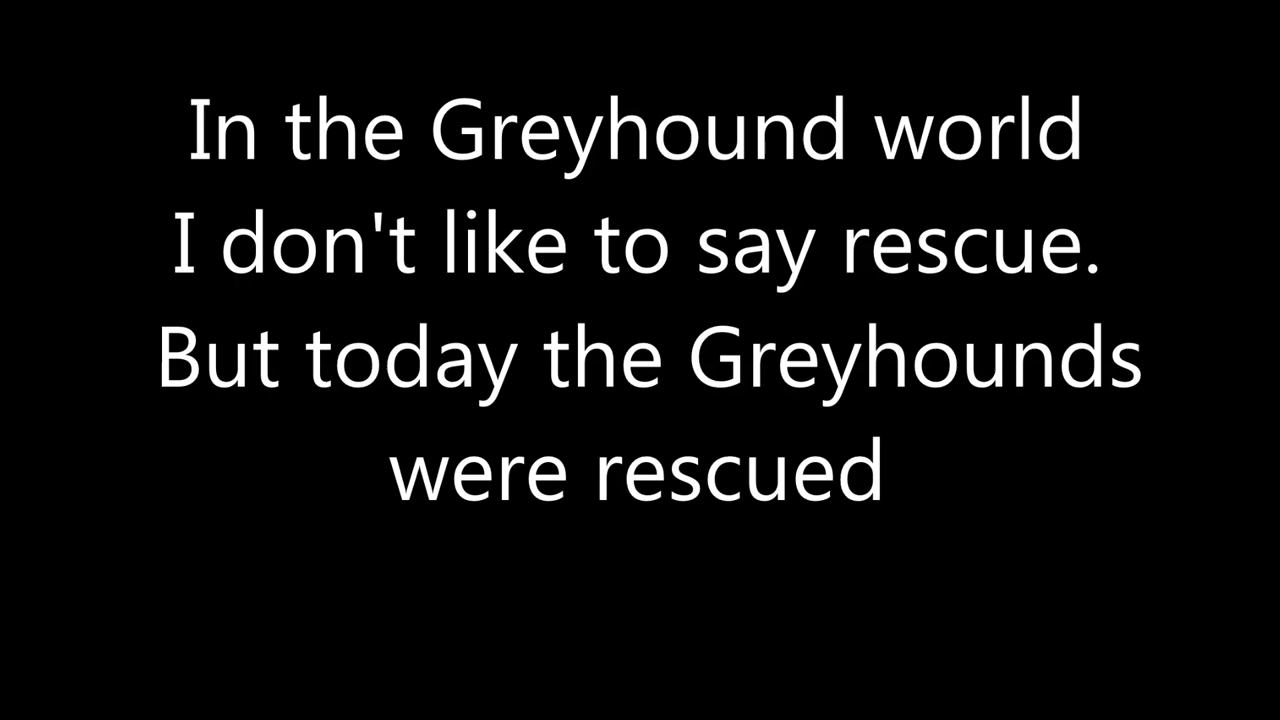 In the Greyhound world
I don't like to say rescue.
But today the Greyhounds
were rescued